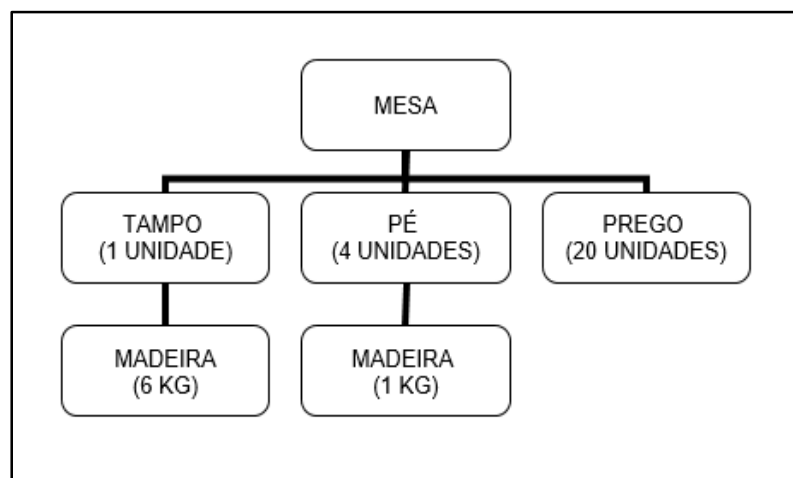 MESA
TAMPO
(1 UNIDADE)
PÉ
(4 UNIDADES)
PREGO
(20 UNIDADES)
MADEIRA
(6 KG)
MADEIRA
(1 KG)